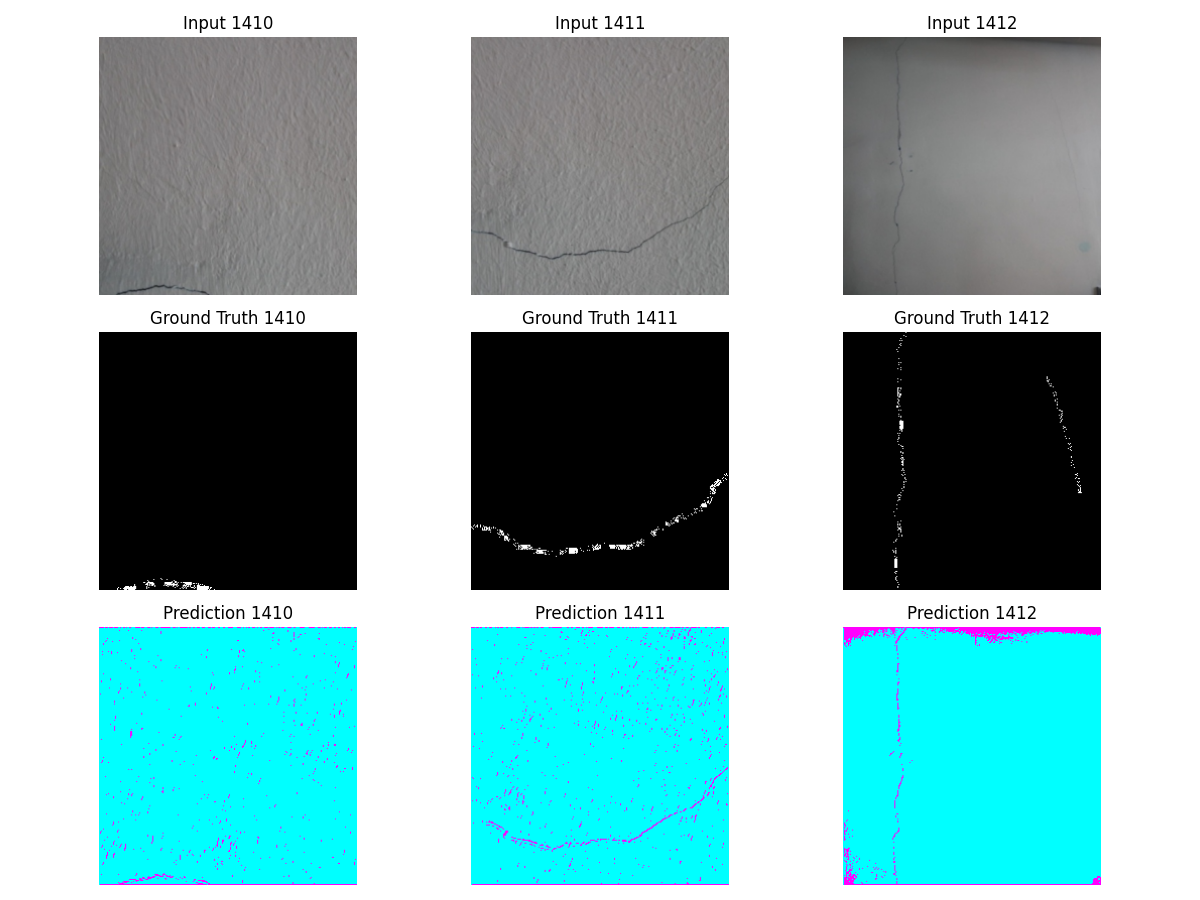 Input 1410
Input 1411
Input 1412
Ground Truth 1410
Ground Truth 1411
Ground Truth 1412
Prediction 1410
Prediction 1411
Prediction 1412